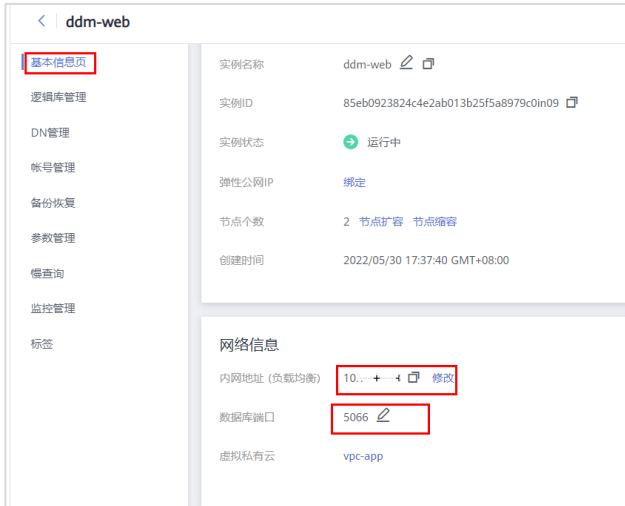 ddm-web
基本信息页
逻辑库管理
DN管理
帐号管理
备份恢复
参数管理
慢查询
监控管理
标签
实例名称 ddm-web
实例ID 85eb0923824c4e2ab013b25f5a8979c0in09
实例状态 运行中
弹性公网IP 绑定
节点个数 2 节点扩容 节点缩容
创建时间 2022/05/30 17:37:40 GMT+08:00
网络信息
内网地址 (负载均衡) 10. 修改
数据库端口 5066
虚拟私有云 vpc-app